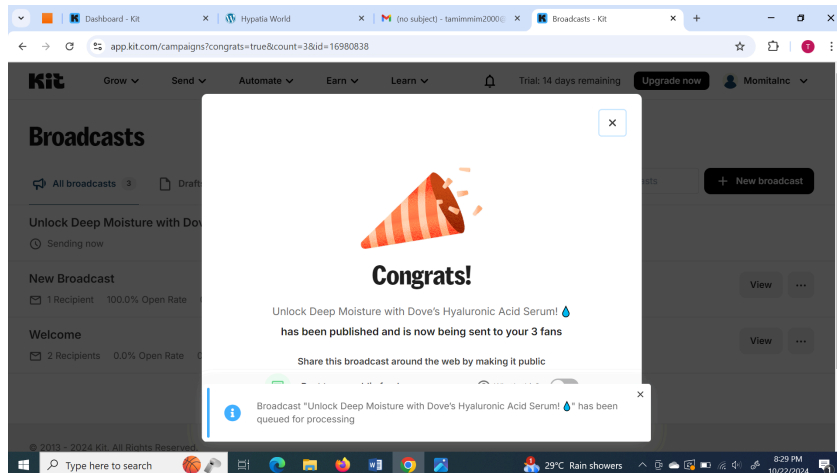 Dashboard - Kit
Hypatia World
(no subject) - tamimmim2000@
Broadcasts - Kit
app.kit.com/campaigns?congrats=true&count=3&id=16980838
Kit Grow Send Automate Earn Learn Trial: 14 days remaining Upgrade now MomitaInc
Broadcasts
All broadcasts 3 Draft
New broadcast
Unlock Deep Moisture with Dov
Sending now
New Broadcast
1 Recipient 100.0% Open Rate
View
Welcome
2 Recipients 0.0% Open Rate
View
Congrats!
Unlock Deep Moisture with Dove's Hyaluronic Acid Serum! 💧
has been published and is now being sent to your 3 fans
Share this broadcast around the web by making it public
Broadcast "Unlock Deep Moisture with Dove's Hyaluronic Acid Serum! 💧" has been
queued for processing
© 2013 - 2024 Kit. All Rights Reserved.
Type here to search
29°C Rain showers
8:29 PM
10/22/2024